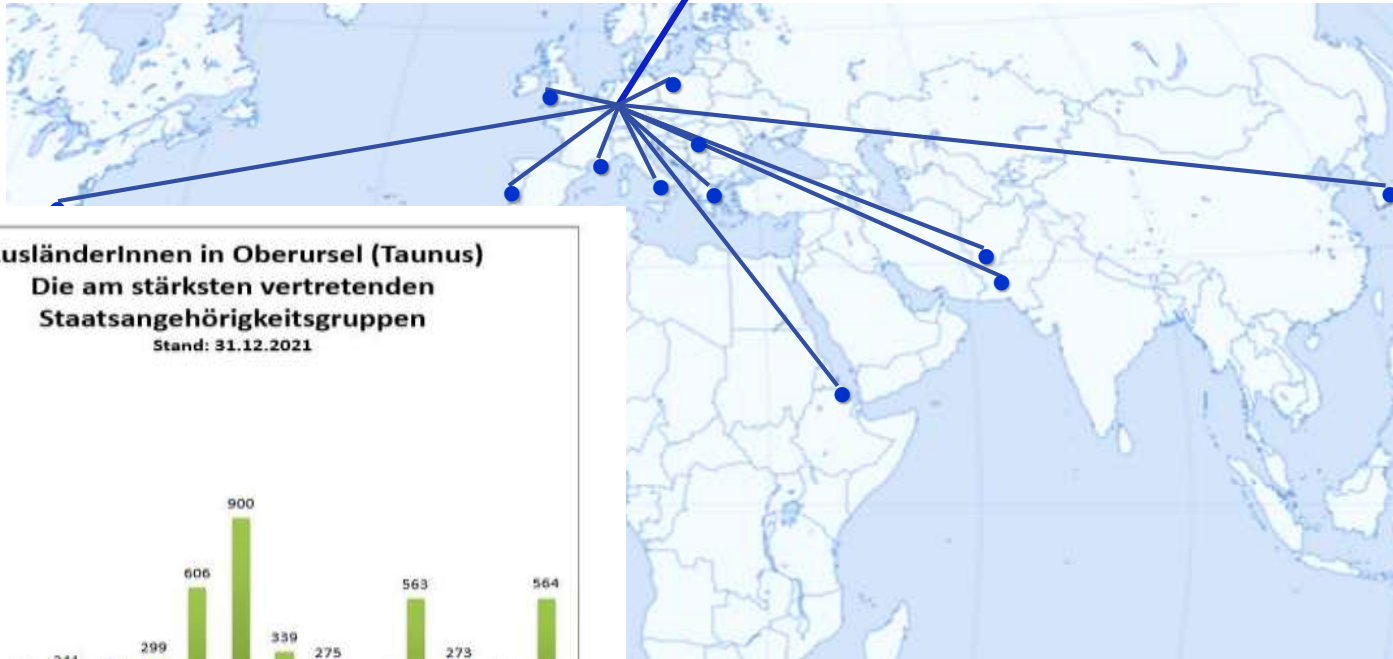 usländerInnen in Oberursel (Taunus)
Die am stärksten vertretenden
Staatsangehörigkeitsgruppen
Stand: 31.12.2021
900
606
563
564
339
299
275
273